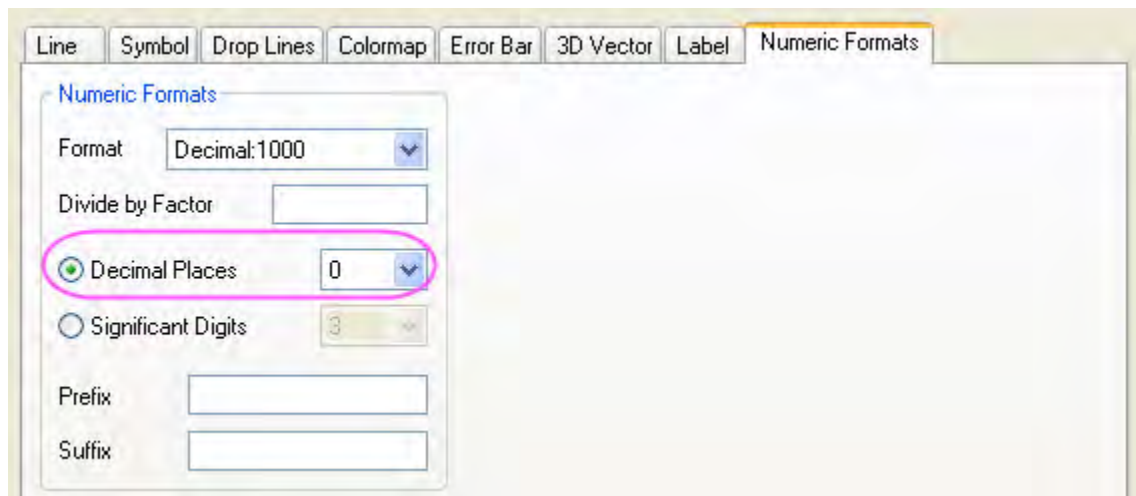 Line Symbol Drop Lines Colormap Error Bar 3D Vector Label Numeric Formats
Numeric Formats
Format Decimal:1000
Divide by Factor
Decimal Places 0
Significant Digits 3
Prefix
Suffix